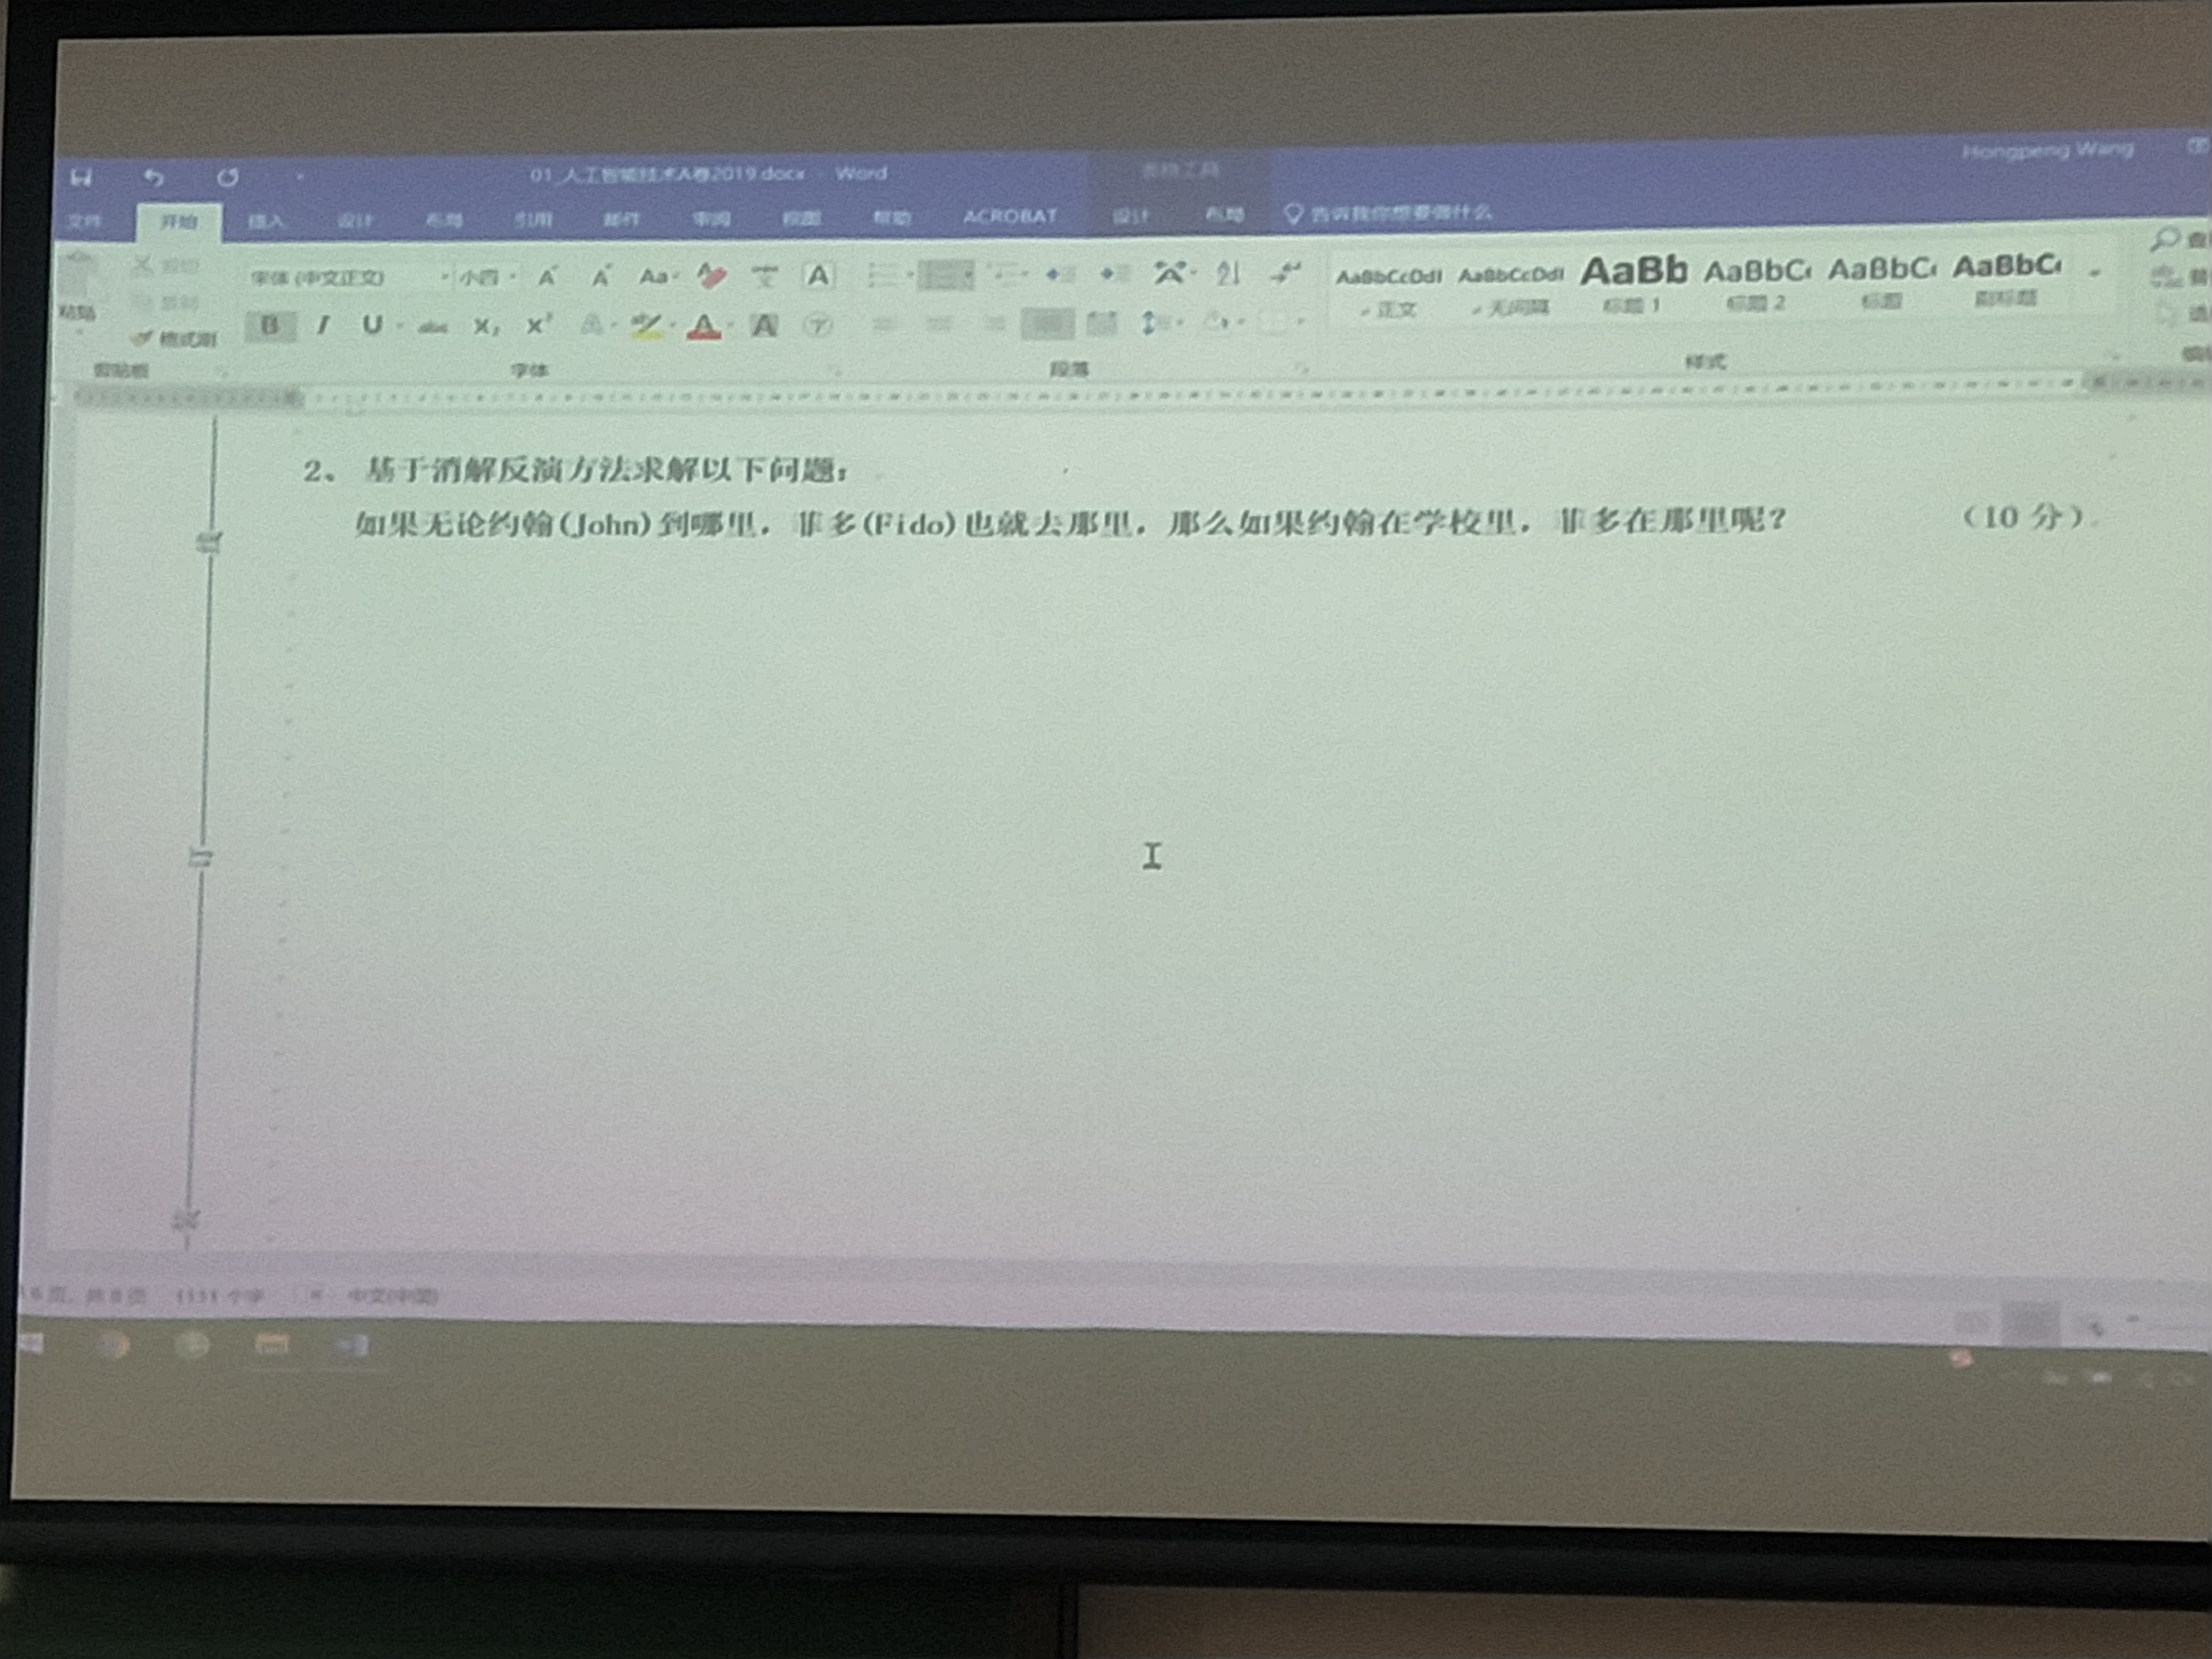 01_人工智能技术A卷2019.docx - Word
表格工具
Hongpeng Wang
文件 开始 插入 设计 布局 引用 邮件 审阅 视图 帮助 ACROBAT 设计 布局 告诉我你想要做什么
剪切
宋体 (中文正文) 小四 A A Aa A
AaBbCcDdI AaBbCcDdI AaBb AaBbC AaBbC AaBbC
粘贴 复制
正文 无间隔 标题 1 标题 2 标题 副标题
格式刷 B I U abc X₂ X² A A
剪贴板 字体 段落 样式
2、 基于消解反演方法求解以下问题：
如果无论约翰(John)到哪里，菲多(Fido)也就去那里，那么如果约翰在学校里，菲多在那里呢？ （10 分）
装
订
中文(中国)